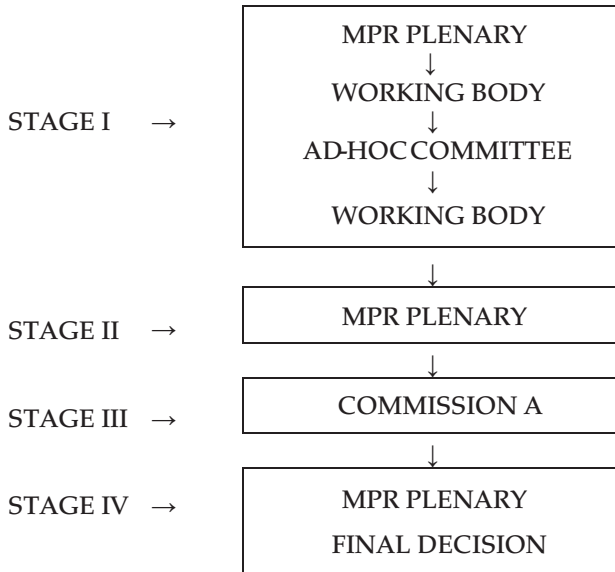 MPR PLENARY
↓
WORKING BODY
STAGE I →
↓
AD-HOC COMMITTEE
↓
WORKING BODY
↓
STAGE II → MPR PLENARY
↓
STAGE III → COMMISSION A
↓
STAGE IV → MPR PLENARY
FINAL DECISION